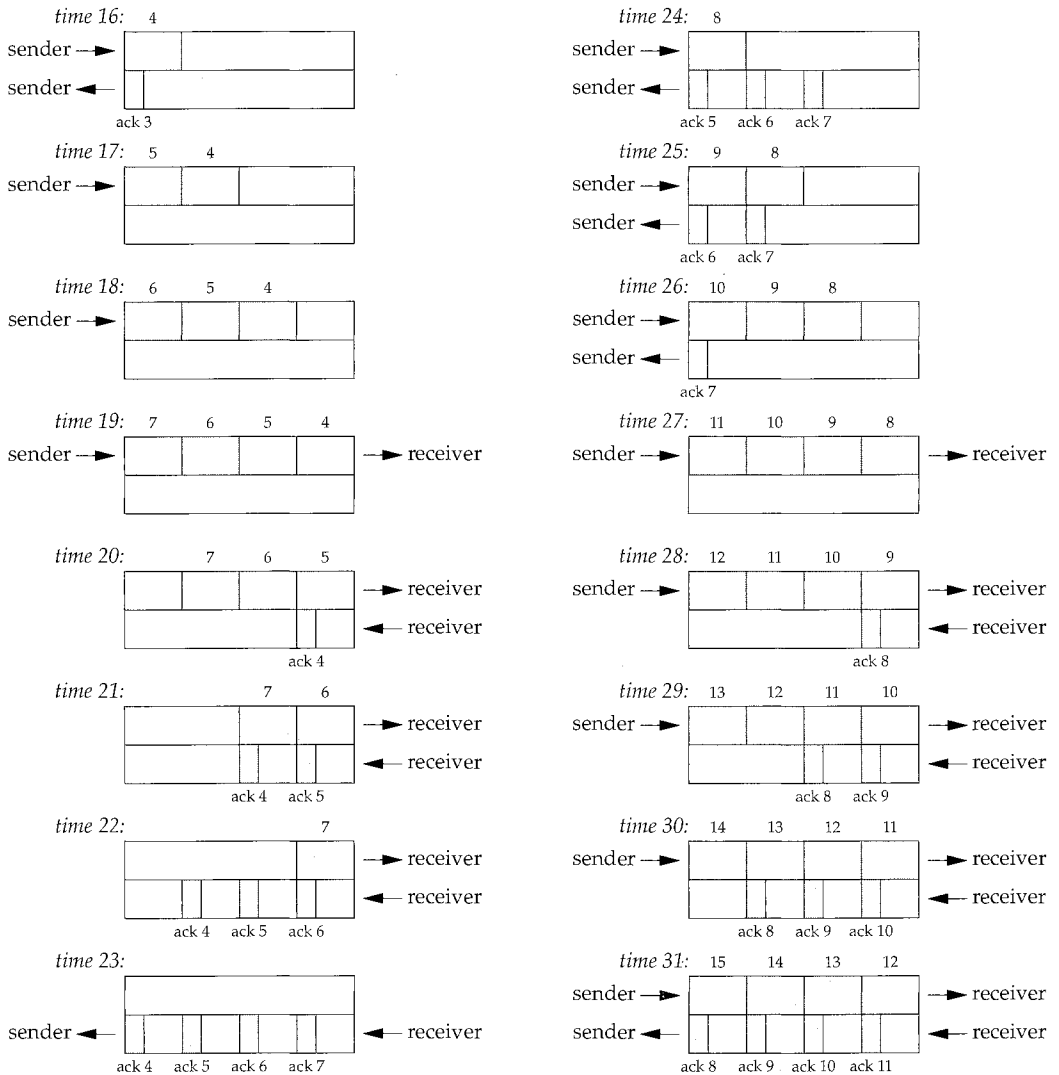 time 16: 4
sender
sender
ack 3
time 17: 5 4
sender
time 18: 6 5 4
sender
time 19: 7 6 5 4
sender receiver
time 20: 7 6 5
receiver
receiver
ack 4
time 21: 7 6
receiver
receiver
ack 4 ack 5
time 22: 7
receiver
receiver
ack 4 ack 5 ack 6
time 23:
sender receiver
ack 4 ack 5 ack 6 ack 7
time 24: 8
sender
sender
ack 5 ack 6 ack 7
time 25: 9 8
sender
sender
ack 6 ack 7
time 26: 10 9 8
sender
sender
ack 7
time 27: 11 10 9 8
sender receiver
time 28: 12 11 10 9
sender receiver
receiver
ack 8
time 29: 13 12 11 10
sender receiver
receiver
ack 8 ack 9
time 30: 14 13 12 11
sender receiver
receiver
ack 8 ack 9 ack 10
time 31: 15 14 13 12
sender receiver
sender receiver
ack 8 ack 9 ack 10 ack 11